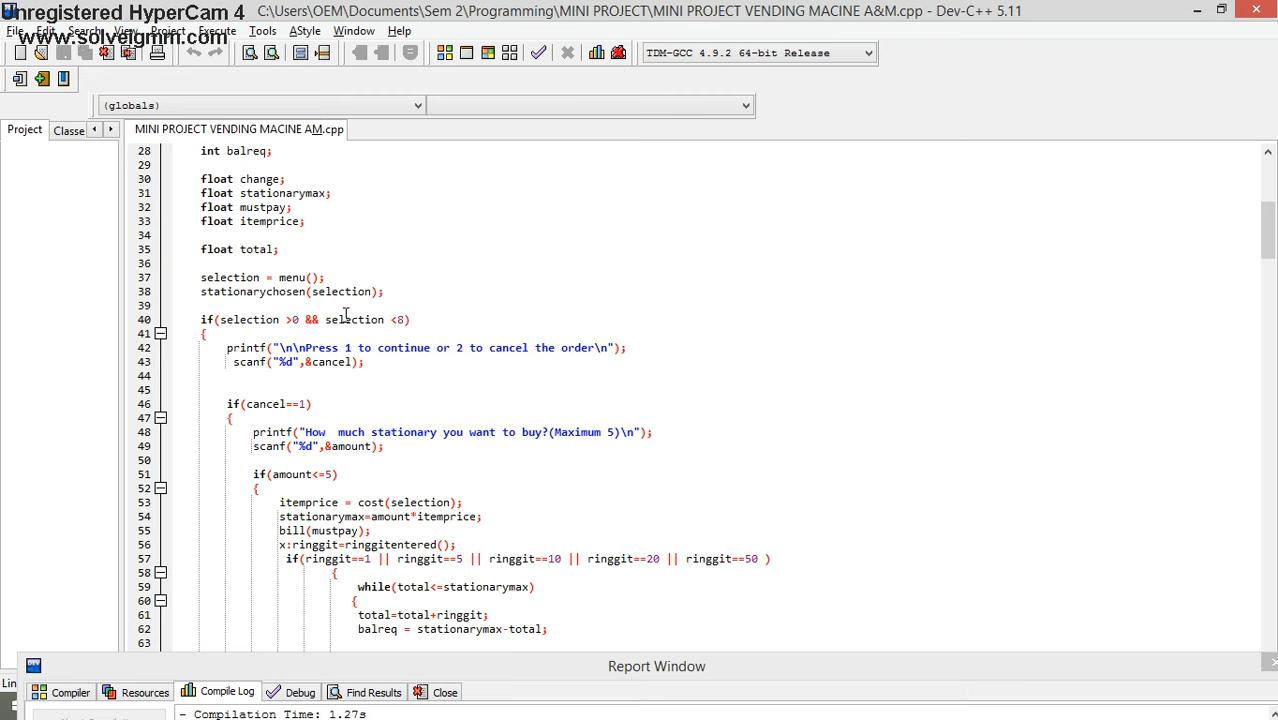 Unregistered HyperCam 4
C:\Users\OEM\Documents\Sem 2\Programming\MINI PROJECT\MINI PROJECT VENDING MACINE A&M.cpp - Dev-C++ 5.11
File Edit Search View Project Execute Tools AStyle Window Help
www.solveigmm.com
TDM-GCC 4.9.2 64-bit Release
(globals)
Project Classe MINI PROJECT VENDING MACINE AM.cpp
28 int balreq;
29
30 float change;
31 float stationarymax;
32 float mustpay;
33 float itemprice;
34
35 float total;
36
37 selection = menu();
38 stationarychosen(selection);
39
40 if(selection >0 && selection <8)
41 {
42 printf("\n\nPress 1 to continue or 2 to cancel the order\n");
43 scanf("%d",&cancel);
44
45
46 if(cancel==1)
47 {
48 printf("How  much stationary you want to buy?(Maximum 5)\n");
49 scanf("%d",&amount);
50
51 if(amount<=5)
52 {
53 itemprice = cost(selection);
54 stationarymax=amount*itemprice;
55 bill(mustpay);
56 x:ringgit=ringgitentered();
57 if(ringgit==1 || ringgit==5 || ringgit==10 || ringgit==20 || ringgit==50 )
58 {
59 while(total<=stationarymax)
60 {
61 total=total+ringgit;
62 balreq = stationarymax-total;
63
Report Window
Lin
Compiler Resources Compile Log Debug Find Results Close
- Compilation Time: 1.27s